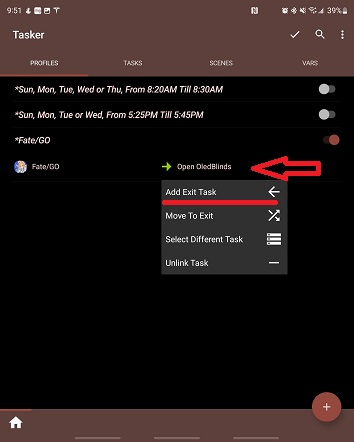 9:51
39%
Tasker
PROFILES
TASKS
SCENES
VARS
*Sun, Mon, Tue, Wed or Thu, From 8:20AM Till 8:30AM
*Sun, Mon, Tue or Wed, From 5:25PM Till 5:45PM
*Fate/GO
Fate/GO
Open OledBlinds
Add Exit Task
Move To Exit
Select Different Task
Unlink Task